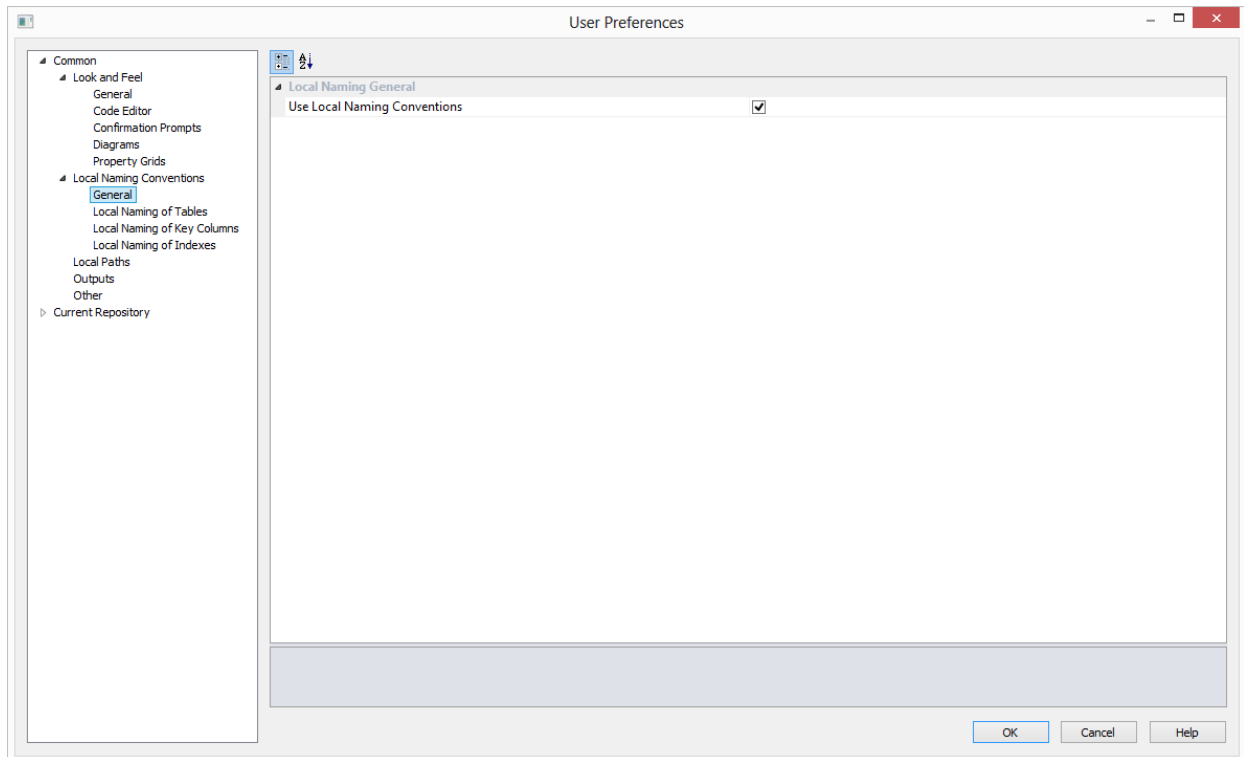 User Preferences
Common
Look and Feel
General
Code Editor
Confirmation Prompts
Diagrams
Property Grids
Local Naming Conventions
General
Local Naming of Tables
Local Naming of Key Columns
Local Naming of Indexes
Local Paths
Outputs
Other
Current Repository
Local Naming General
Use Local Naming Conventions
OK Cancel Help